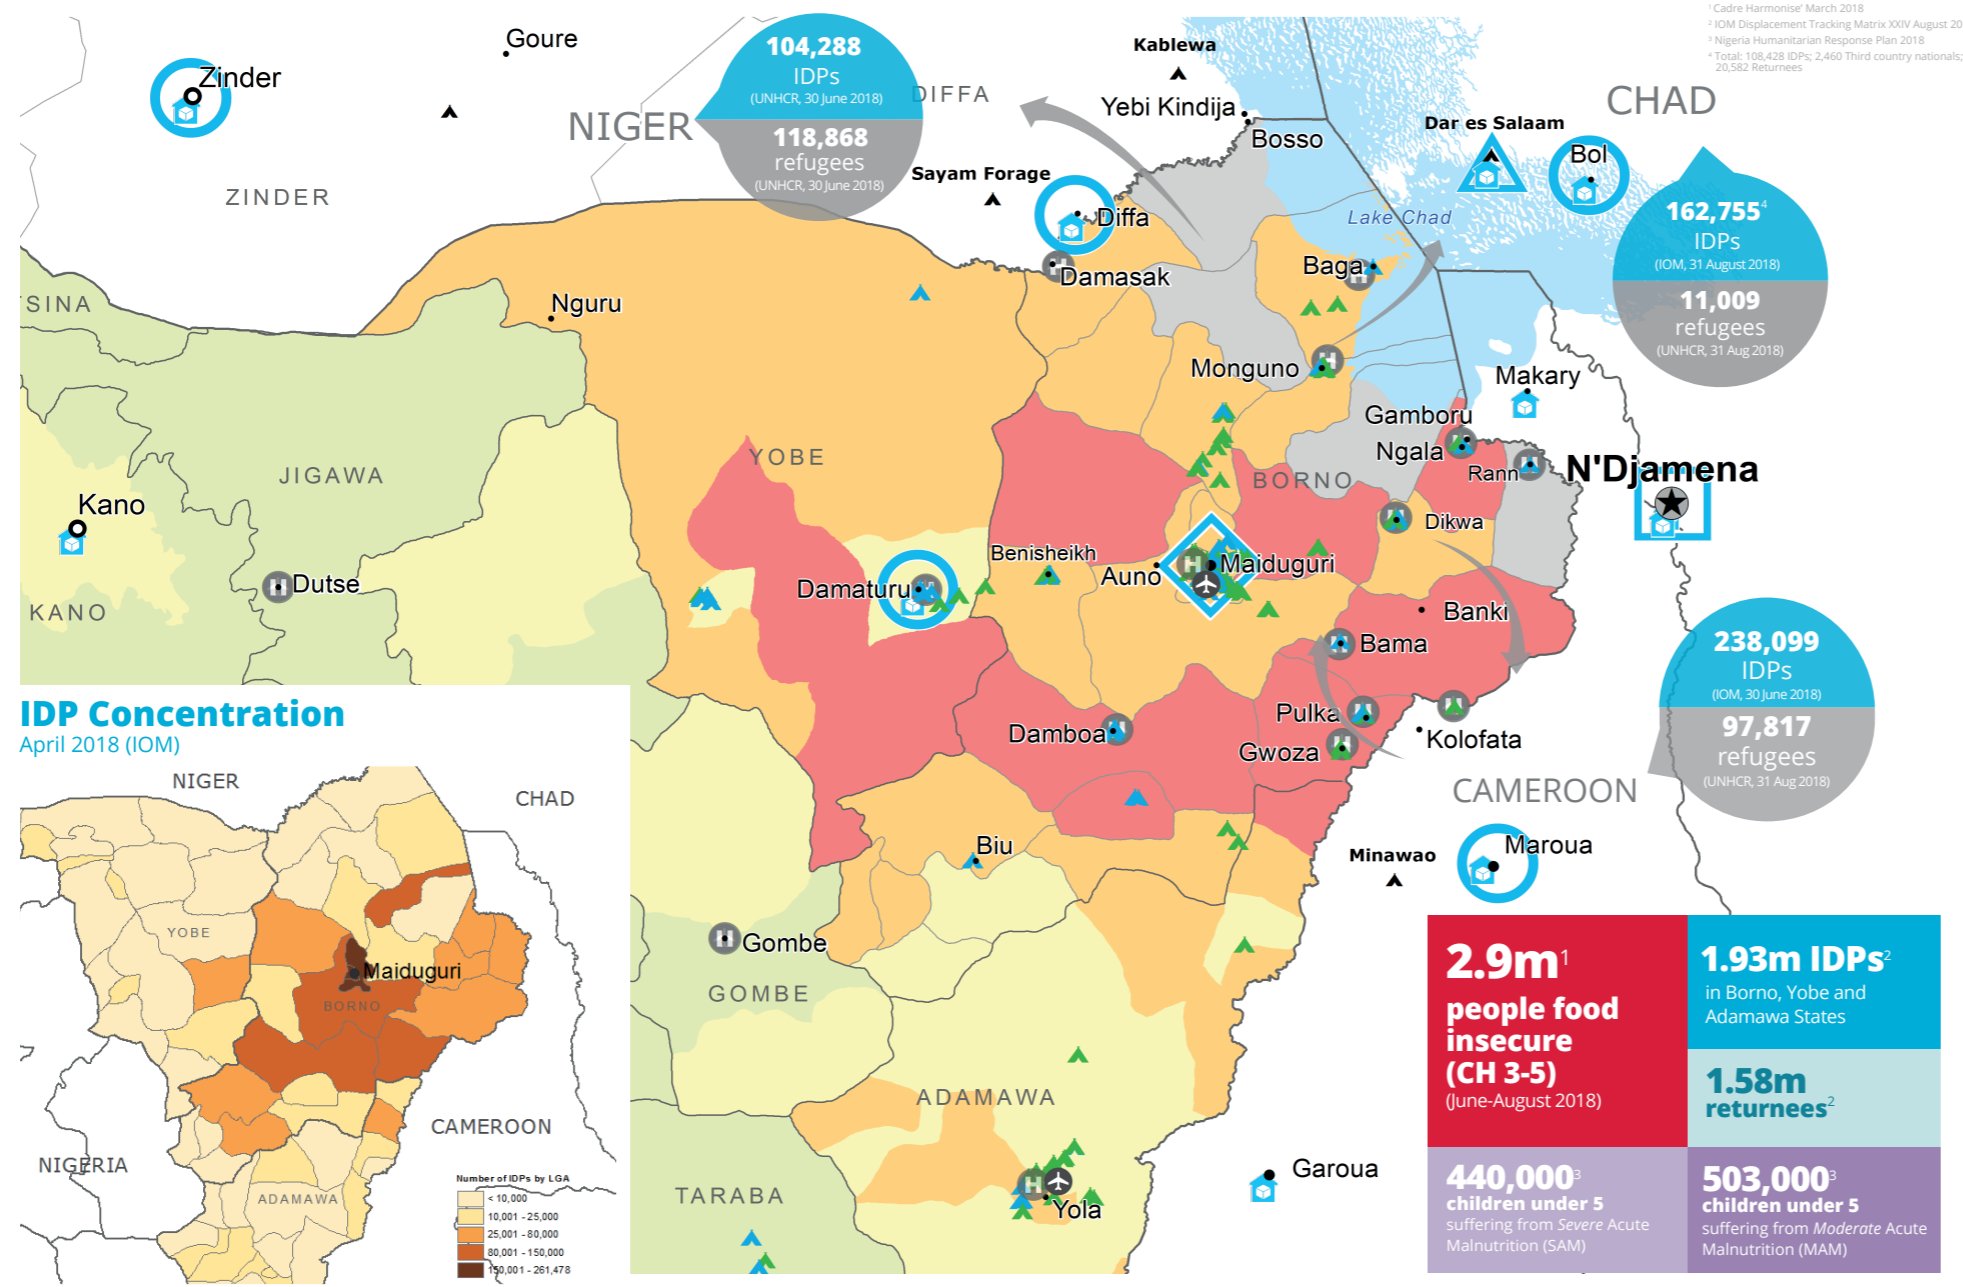 ¹ Cadre Harmonise' March 2018
² IOM Displacement Tracking Matrix XXIV August 20
³ Nigeria Humanitarian Response Plan 2018
⁴ Total: 108,428 IDPs; 2,460 Third country nationals;
20,582 Returnees
Goure
Zinder
ZINDER
NIGER
104,288
IDPs
(UNHCR, 30 June 2018)
118,868
refugees
(UNHCR, 30 June 2018)
DIFFA
Kablewa
Yebi Kindija
Bosso
Sayam Forage
Diffa
Damasak
CHAD
Dar es Salaam
Bol
Lake Chad
162,755⁴
IDPs
(IOM, 31 August 2018)
11,009
refugees
(UNHCR, 31 Aug 2018)
SINA
Nguru
Baga
Monguno
Makary
Gamboru
Ngala
Rann
N'Djamena
YOBE
BORNO
JIGAWA
Kano
KANO
Dutse
Dikwa
Benisheikh
Auno
Maiduguri
Damaturu
Banki
Bama
Pulka
Gwoza
Damboa
Kolofata
CAMEROON
238,099
IDPs
(IOM, 30 June 2018)
97,817
refugees
(UNHCR, 31 Aug 2018)
Biu
Minawao
Maroua
Gombe
GOMBE
ADAMAWA
TARABA
Yola
Garoua
IDP Concentration
April 2018 (IOM)
NIGER
CHAD
YOBE
Maiduguri
BORNO
CAMEROON
NIGERIA
ADAMAWA
Number of IDPs by LGA
< 10,000
10,001 - 25,000
25,001 - 80,000
80,001 - 150,000
150,001 - 261,478
2.9m¹
people food
insecure
(CH 3-5)
(June-August 2018)
1.93m IDPs²
in Borno, Yobe and
Adamawa States
1.58m
returnees²
440,000³
children under 5
suffering from Severe Acute
Malnutrition (SAM)
503,000³
children under 5
suffering from Moderate Acute
Malnutrition (MAM)